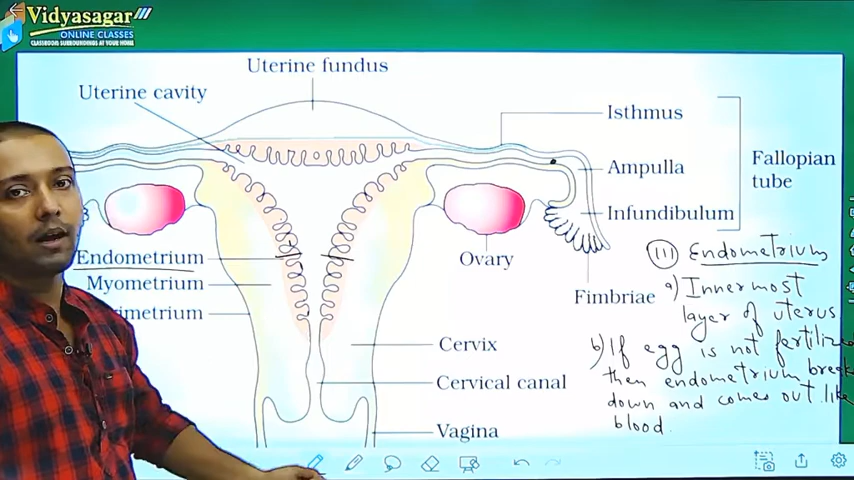 Vidyasagar
ONLINE CLASSES
CLASSROOM SURROUNDINGS AT YOUR HOME
Uterine fundus
Uterine cavity
Isthmus
Ampulla
Fallopian
tube
Infundibulum
Endometrium
Ovary
Myometrium
Fimbriae
rimetrium
Cervix
Cervical canal
Vagina
(III) Endometrium
a) Innermost
layer of uterus
b) If egg is not fertilized
then endometrium break
down and comes out like
blood.